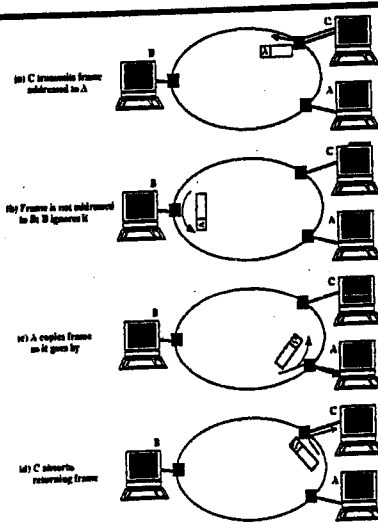 C
B
A
(a) C transmits frame
addressed to A
A
C
B
(b) Frame is not addressed
to B; B ignores it
A
A
C
B
(c) A copies frame
as it goes by
A
C
B
(d) C absorbs
returning frame
A